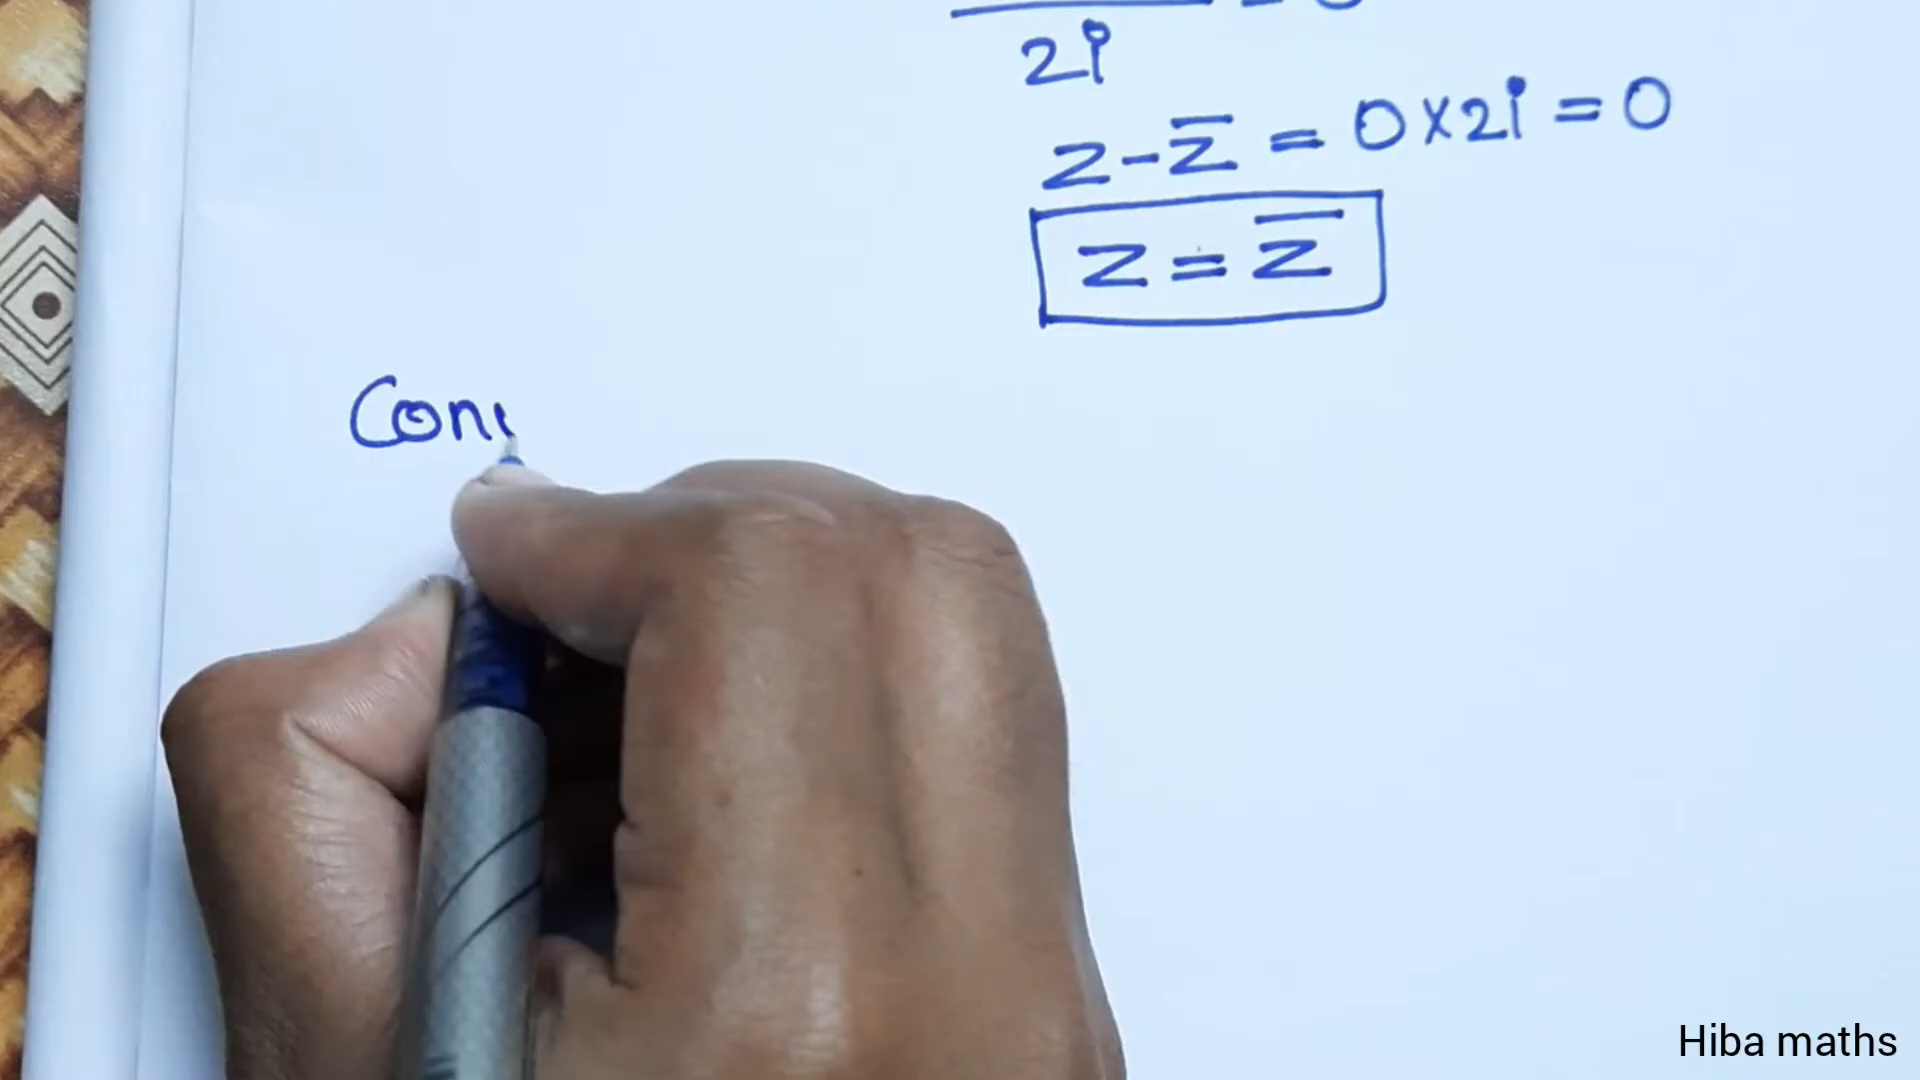 2i
z - z̅ = 0 × 2i = 0
z = z̅
Con
Hiba maths